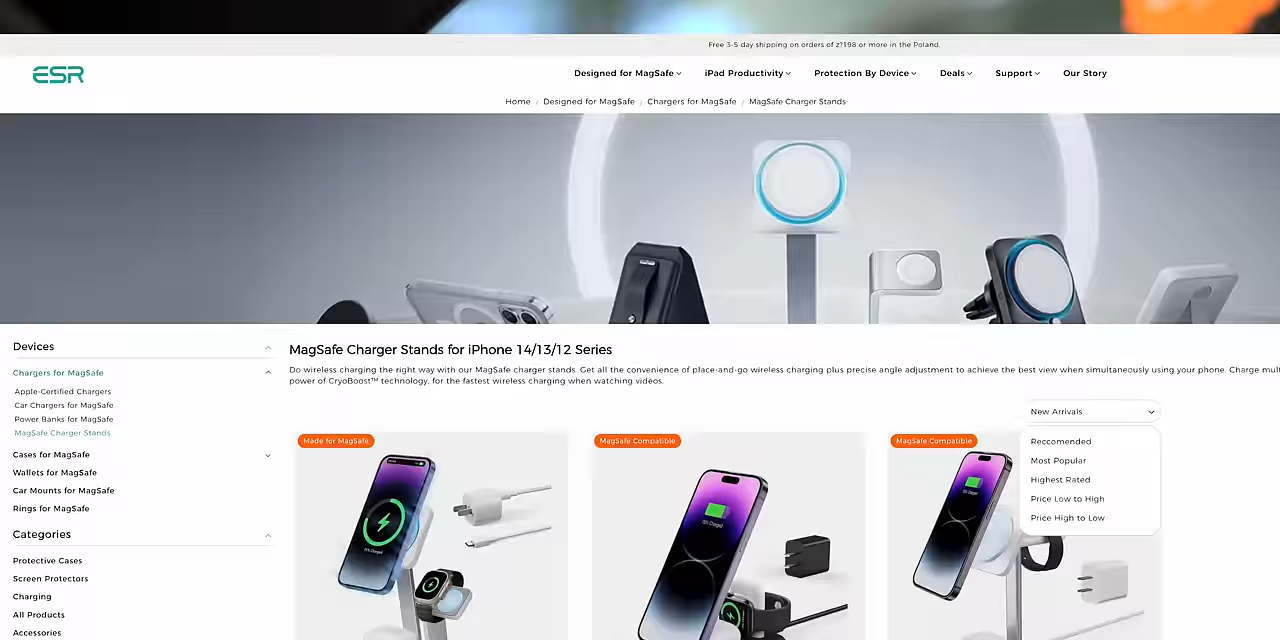 Free 3-5 day shipping on orders of z?198 or more in the Poland.
ESR
Designed for MagSafe
iPad Productivity
Protection By Device
Deals
Support
Our Story
Home / Designed for MagSafe / Chargers for MagSafe / MagSafe Charger Stands
Devices
Chargers for MagSafe
Apple-Certified Chargers
Car Chargers for MagSafe
Power Banks for MagSafe
MagSafe Charger Stands
Cases for MagSafe
Wallets for MagSafe
Car Mounts for MagSafe
Rings for MagSafe
Categories
Protective Cases
Screen Protectors
Charging
All Products
Accessories
MagSafe Charger Stands for iPhone 14/13/12 Series
Do wireless charging the right way with our MagSafe charger stands. Get all the convenience of place-and-go wireless charging plus precise angle adjustment to achieve the best view when simultaneously using your phone. Charge
power of CryoBoost™ technology, for the fastest wireless charging when watching videos.
New Arrivals
Reccomended
Most Popular
Highest Rated
Price Low to High
Price High to Low
Made for MagSafe
MagSafe Compatible
MagSafe Compatible